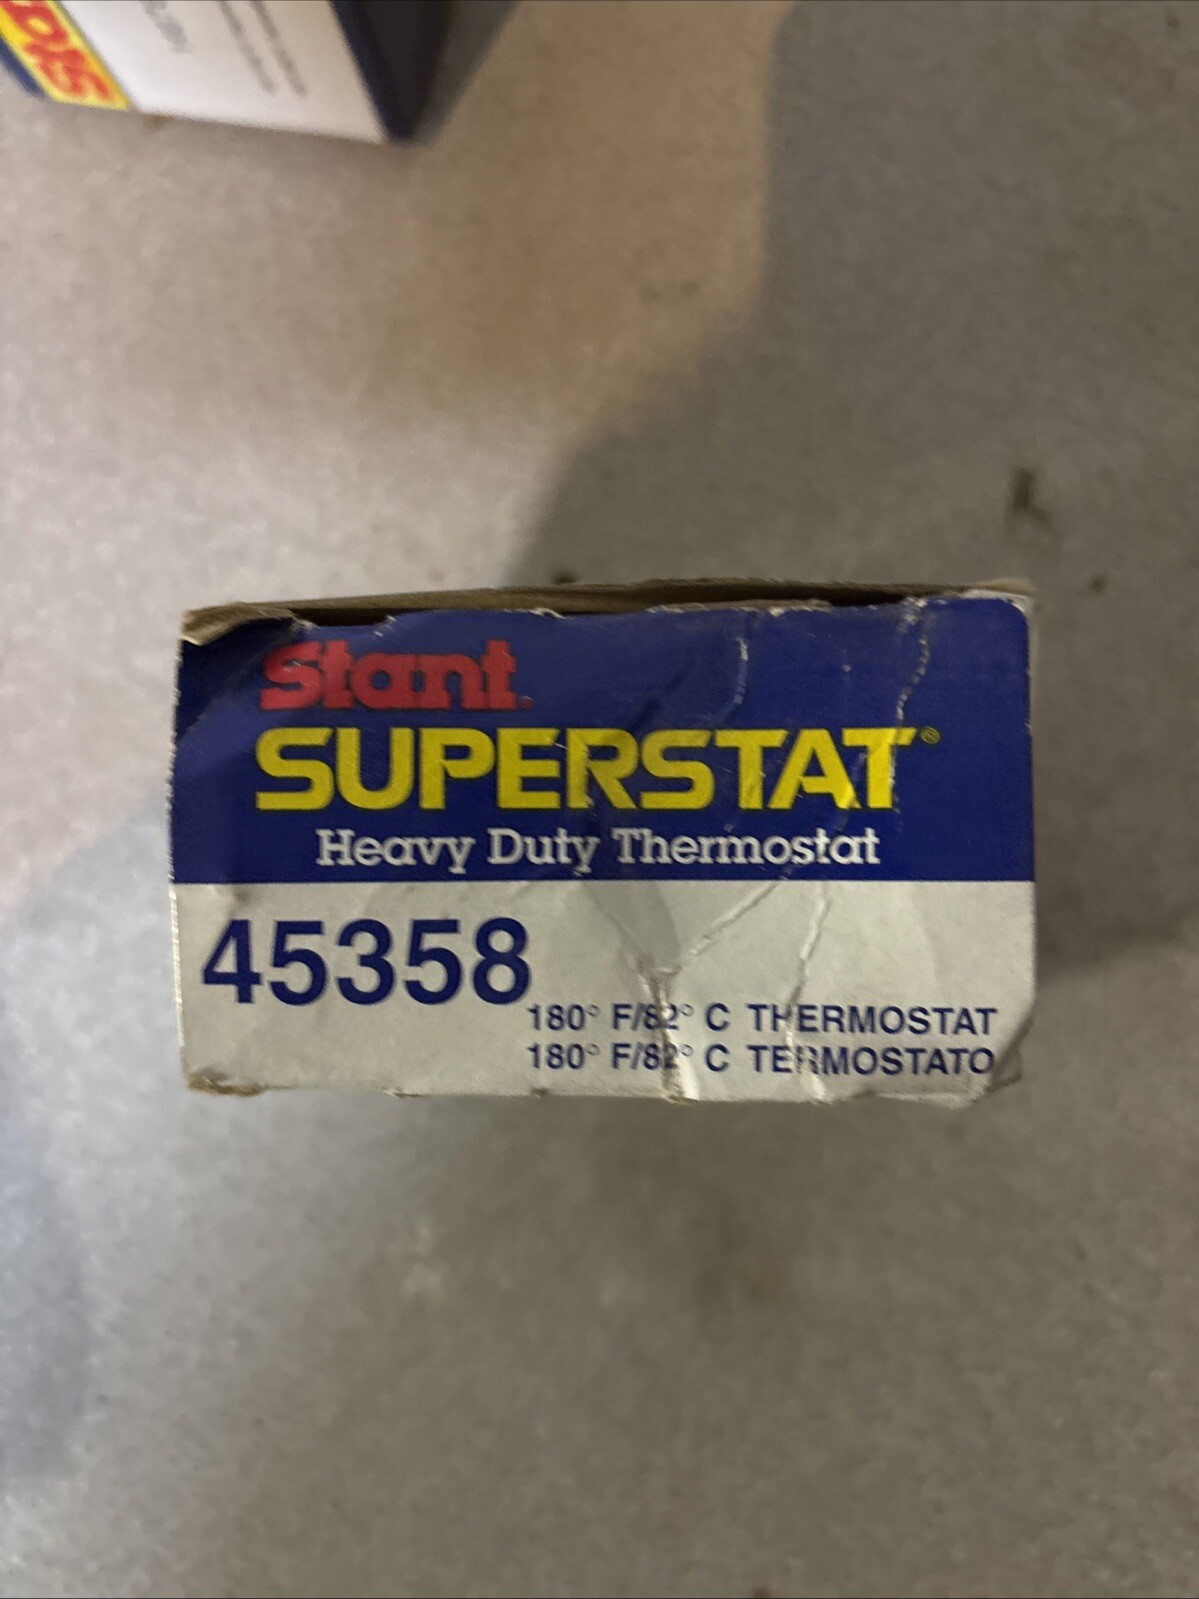 Stant.
SUPERSTAT®
Heavy Duty Thermostat
45358
180° F/82° C THERMOSTAT
180° F/82° C TERMOSTATO